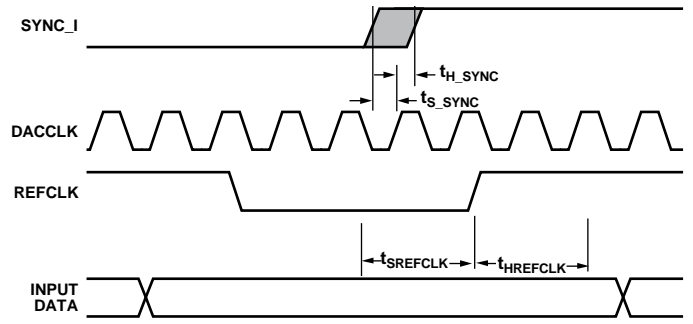 SYNC_I
tH_SYNC
tS_SYNC
DACCLK
REFCLK
tSREFCLK
tHREFCLK
INPUT
DATA